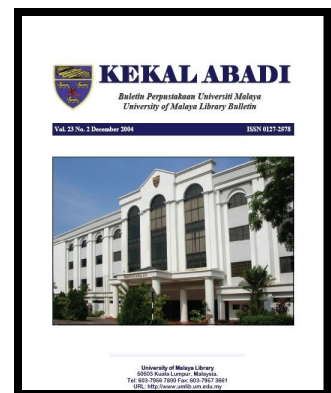 KEKAL ABADI
Buletin Perpustakaan Universiti Malaya
University of Malaya Library Bulletin
Vol. 23 No. 2 December 2004 ISSN 0127-2578
University of Malaya Library
50603 Kuala Lumpur, Malaysia.
Tel: 603-7956 7800 Fax: 603-7957 3661
URL: http://www.umlib.um.edu.my